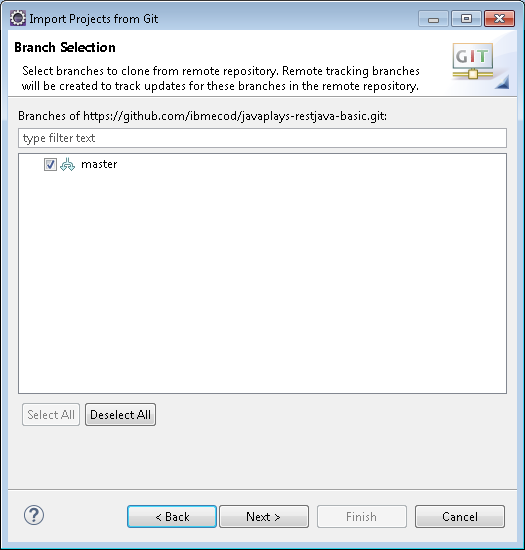 Import Projects from Git
Branch Selection
Select branches to clone from remote repository. Remote tracking branches
will be created to track updates for these branches in the remote repository.
GIT
Branches of https://github.com/ibmecod/javaplays-restjava-basic.git:
type filter text
master
Select All
Deselect All
?
< Back
Next >
Finish
Cancel